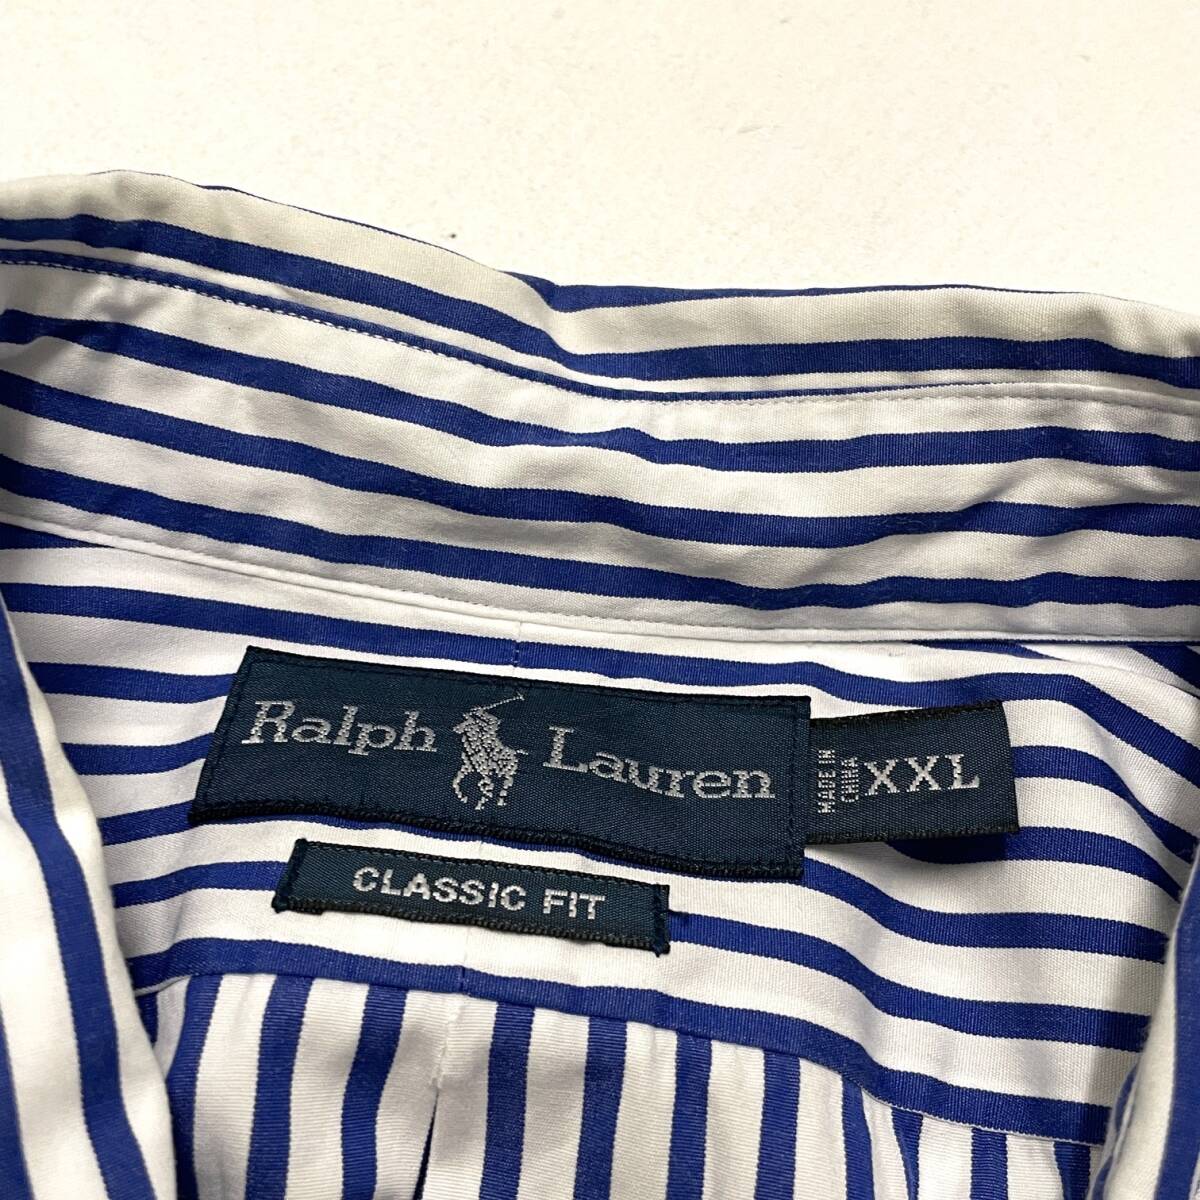 Ralph Lauren
MADE IN
CHINA
XXL
CLASSIC FIT